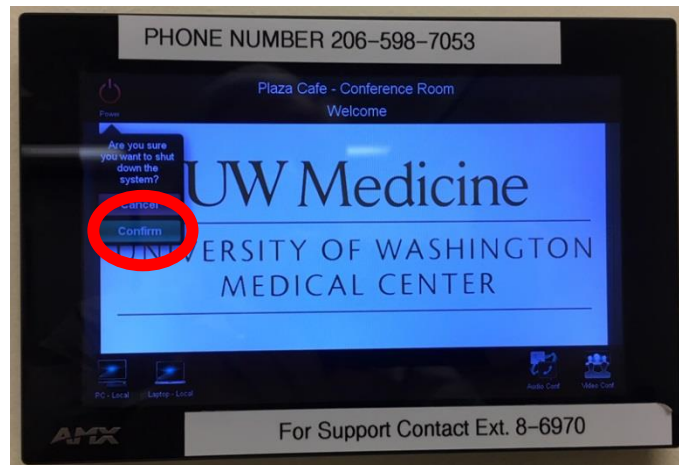 PHONE NUMBER 206-598-7053
Plaza Cafe - Conference Room
Welcome
Power
Are you sure
you want to shut
down the
system?
Cancel
Confirm
UW Medicine
UNIVERSITY OF WASHINGTON
MEDICAL CENTER
PC - Local
Laptop - Local
Audio Conf
Video Conf
AMX
For Support Contact Ext. 8-6970